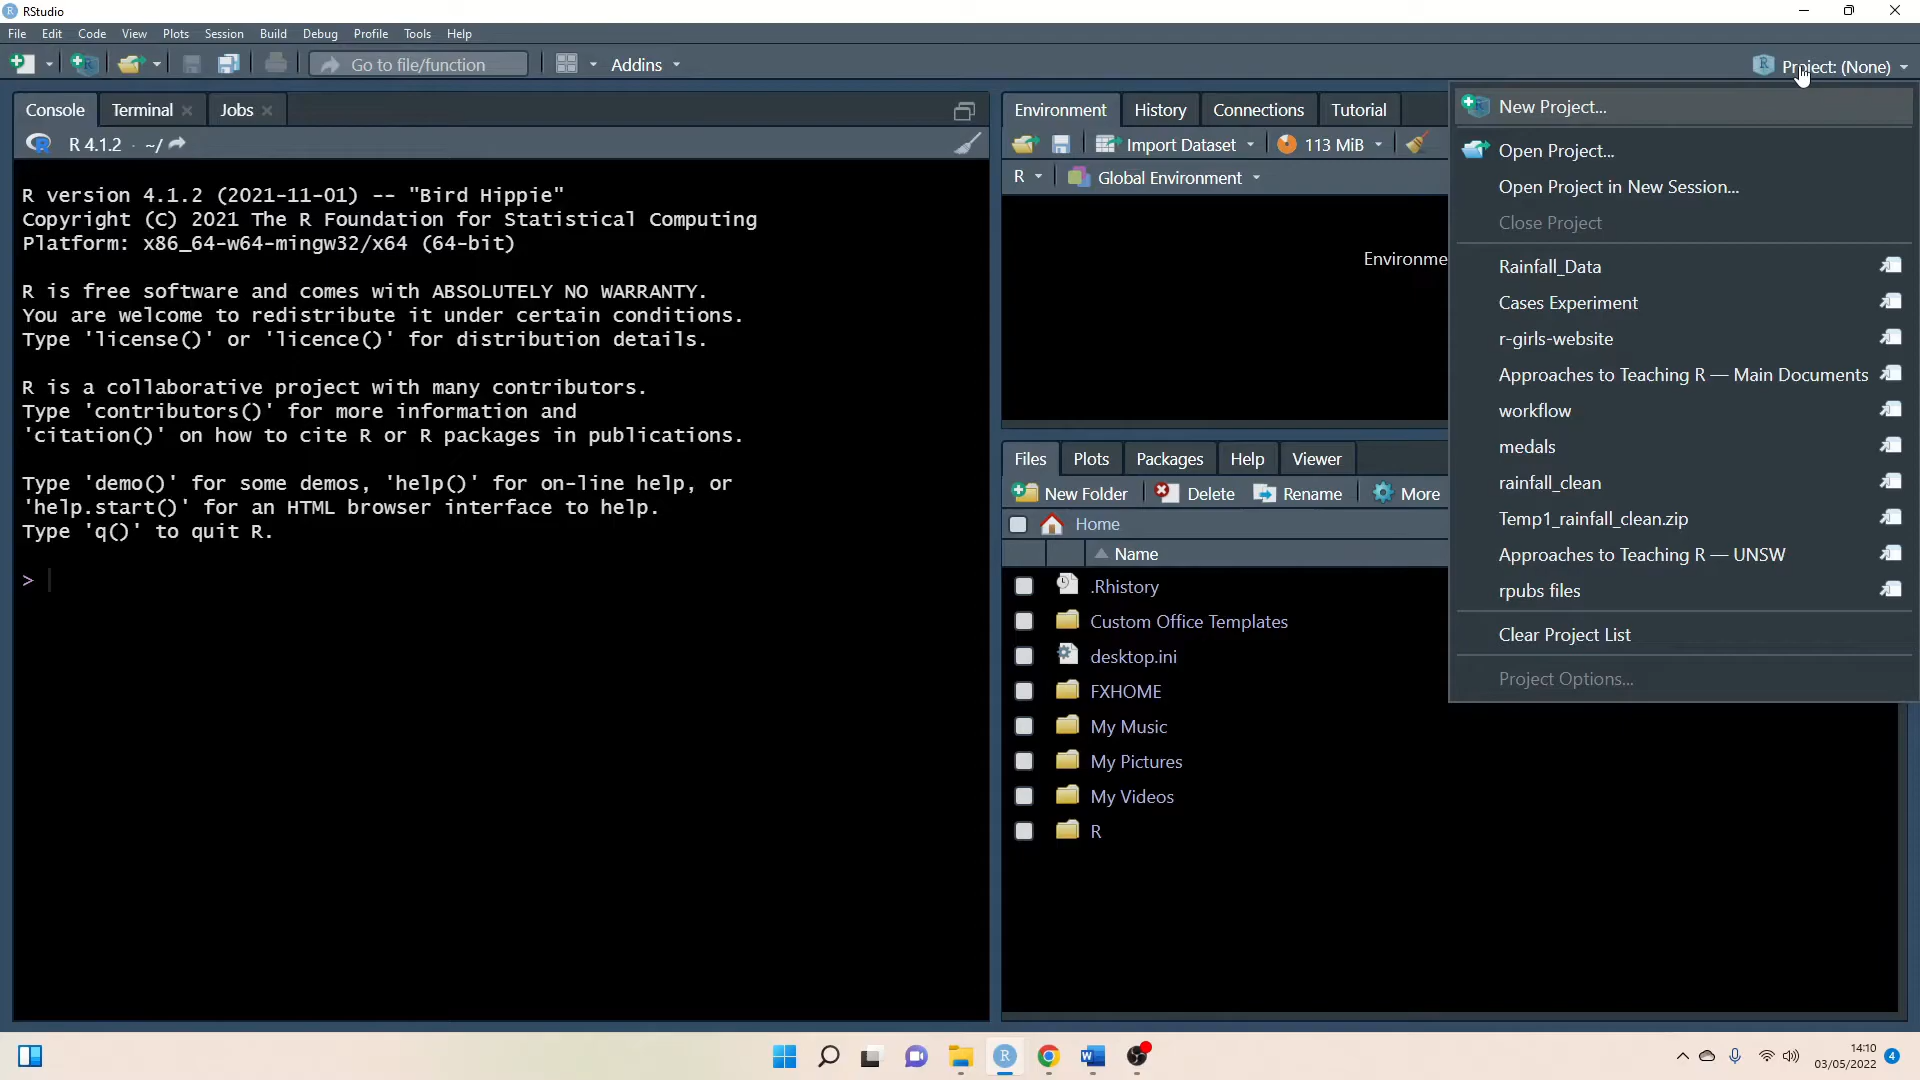 RStudio
File Edit Code View Plots Session Build Debug Profile Tools Help
Go to file/function Addins Project: (None)
Console Terminal Jobs
R 4.1.2 · ~/
R version 4.1.2 (2021-11-01) -- "Bird Hippie"
Copyright (C) 2021 The R Foundation for Statistical Computing
Platform: x86_64-w64-mingw32/x64 (64-bit)
R is free software and comes with ABSOLUTELY NO WARRANTY.
You are welcome to redistribute it under certain conditions.
Type 'license()' or 'licence()' for distribution details.
R is a collaborative project with many contributors.
Type 'contributors()' for more information and
'citation()' on how to cite R or R packages in publications.
Type 'demo()' for some demos, 'help()' for on-line help, or
'help.start()' for an HTML browser interface to help.
Type 'q()' to quit R.
>
Environment History Connections Tutorial
Import Dataset 113 MiB
R Global Environment
Environme
Files Plots Packages Help Viewer
New Folder Delete Rename More
Home
Name
.Rhistory
Custom Office Templates
desktop.ini
FXHOME
My Music
My Pictures
My Videos
R
New Project...
Open Project...
Open Project in New Session...
Close Project
Rainfall_Data
Cases Experiment
r-girls-website
Approaches to Teaching R — Main Documents
workflow
medals
rainfall_clean
Temp1_rainfall_clean.zip
Approaches to Teaching R — UNSW
rpubs files
Clear Project List
Project Options...
14:10
03/05/2022
4